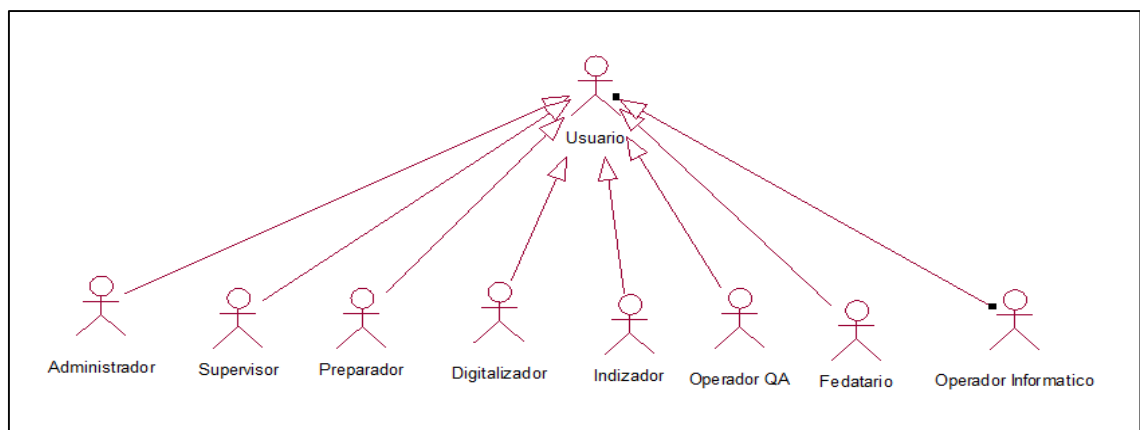 Usuario
Administrador
Supervisor
Preparador
Digitalizador
Indizador
Operador QA
Fedatario
Operador Informatico